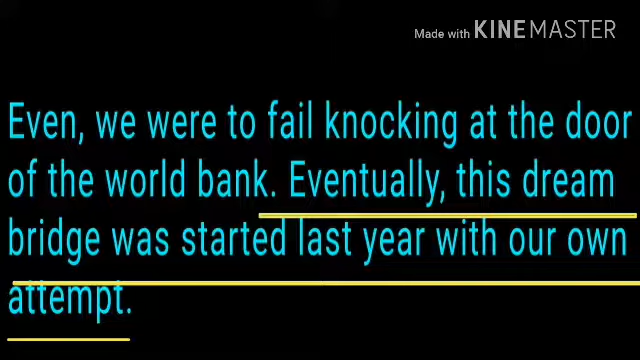 Made with KINEMASTER
Even, we were to fail knocking at the door
of the world bank. Eventually, this dream
bridge was started last year with our own
attempt.